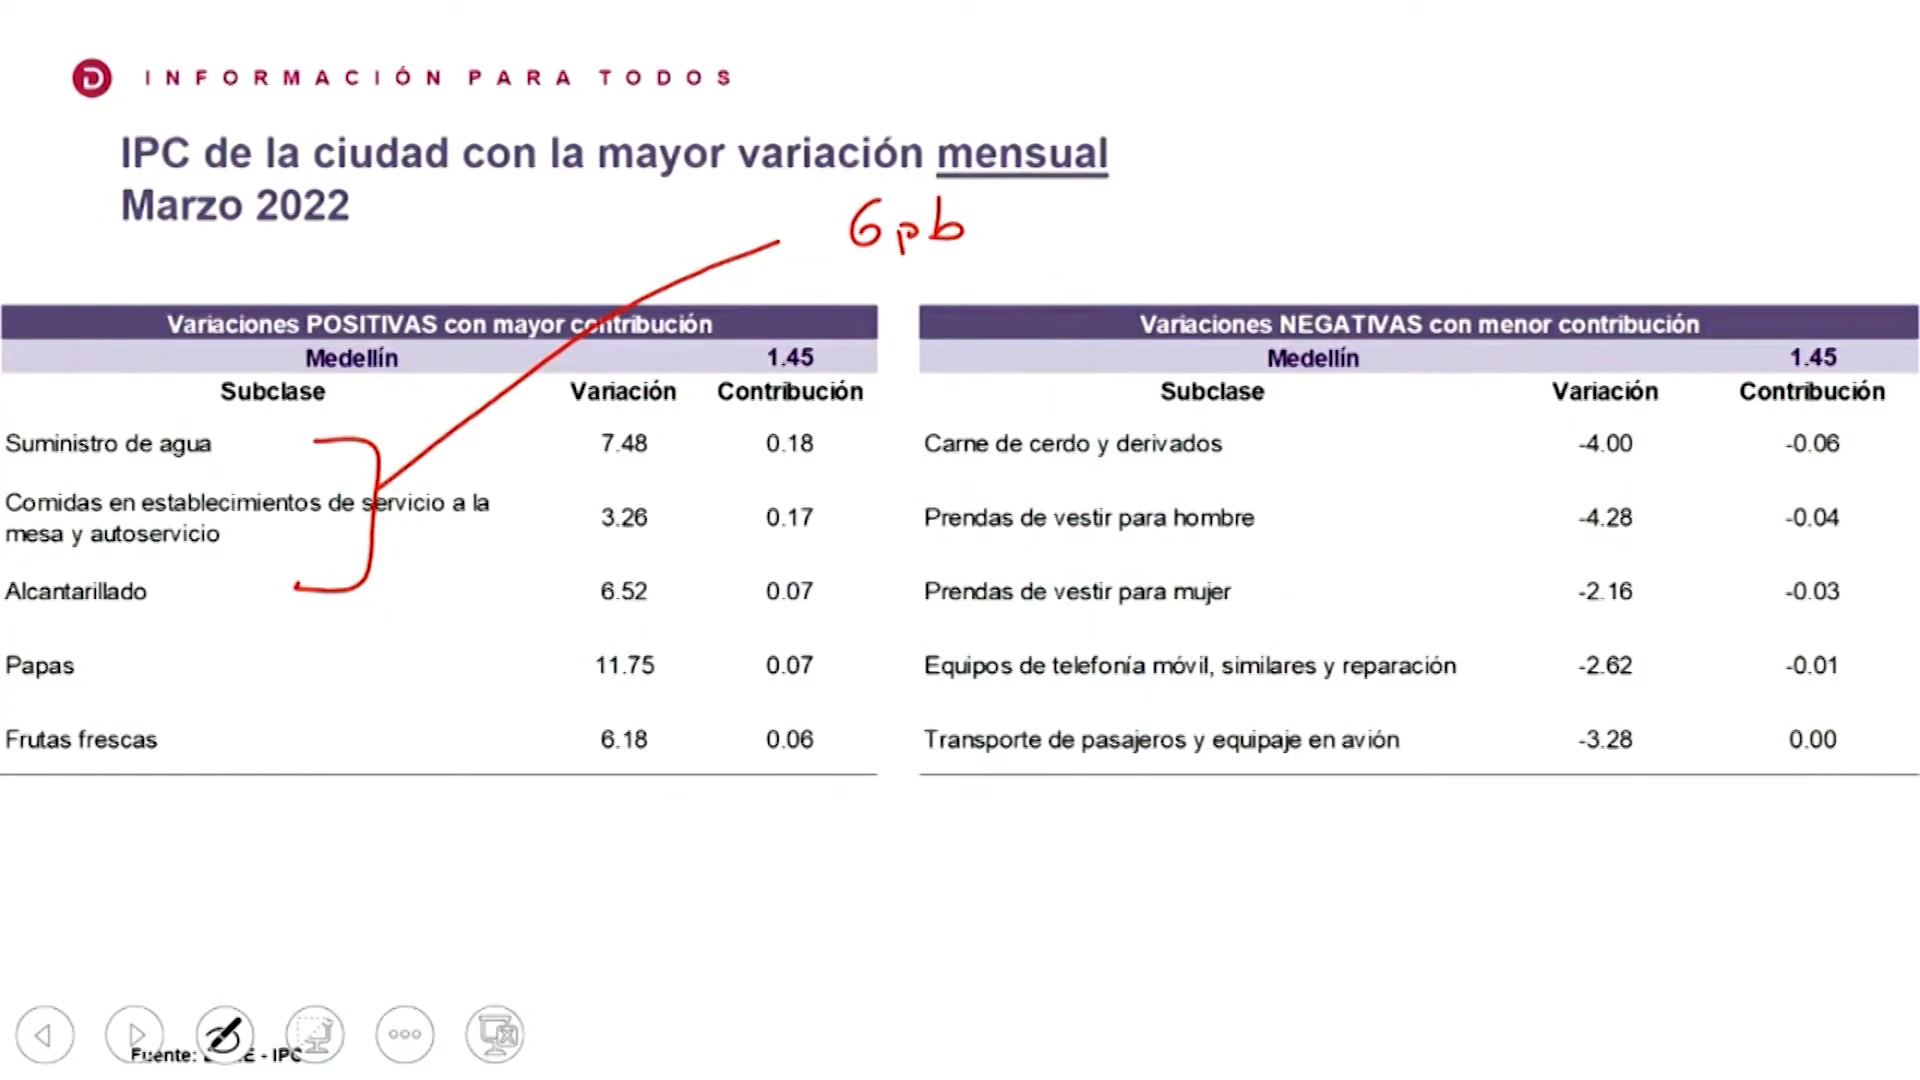 INFORMACIÓN PARA TODOS
IPC de la ciudad con la mayor variación mensual
Marzo 2022
6pb
Variaciones POSITIVAS con mayor contribución
Medellín 1.45
Subclase Variación Contribución
Suministro de agua 7.48 0.18
Comidas en establecimientos de servicio a la
mesa y autoservicio 3.26 0.17
Alcantarillado 6.52 0.07
Papas 11.75 0.07
Frutas frescas 6.18 0.06
Variaciones NEGATIVAS con menor contribución
Medellín 1.45
Subclase Variación Contribución
Carne de cerdo y derivados -4.00 -0.06
Prendas de vestir para hombre -4.28 -0.04
Prendas de vestir para mujer -2.16 -0.03
Equipos de telefonía móvil, similares y reparación -2.62 -0.01
Transporte de pasajeros y equipaje en avión -3.28 0.00
Fuente: - IPC